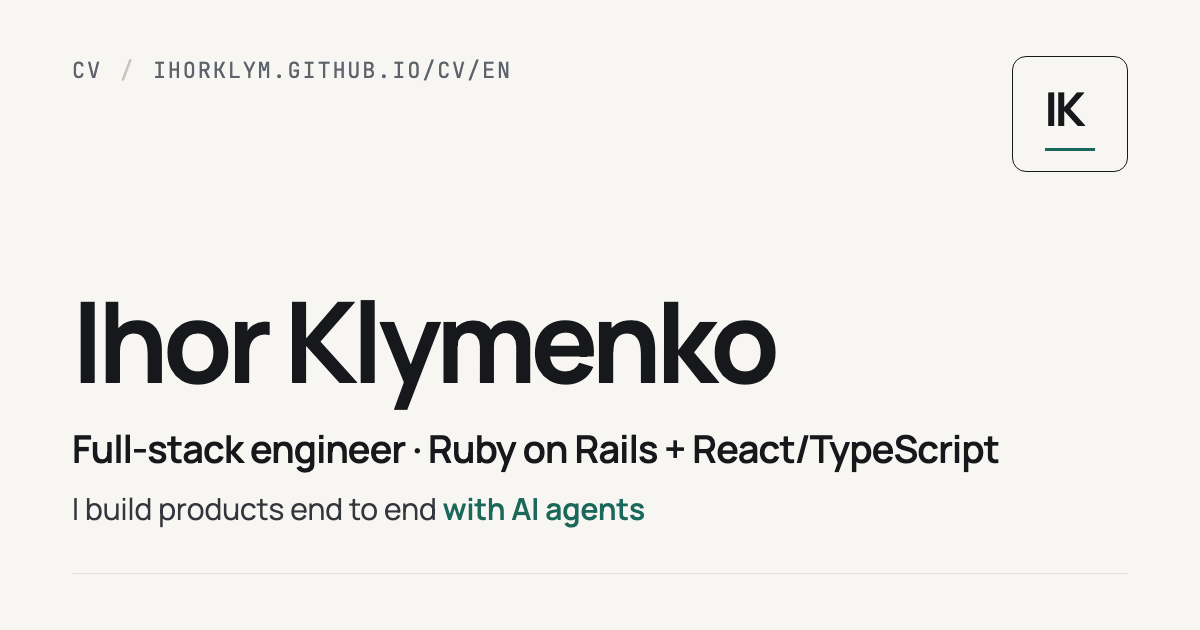 CV / IHORKLYM.GITHUB.IO/CV/EN
IK
Ihor Klymenko
Full-stack engineer · Ruby on Rails + React/TypeScript
I build products end to end with AI agents